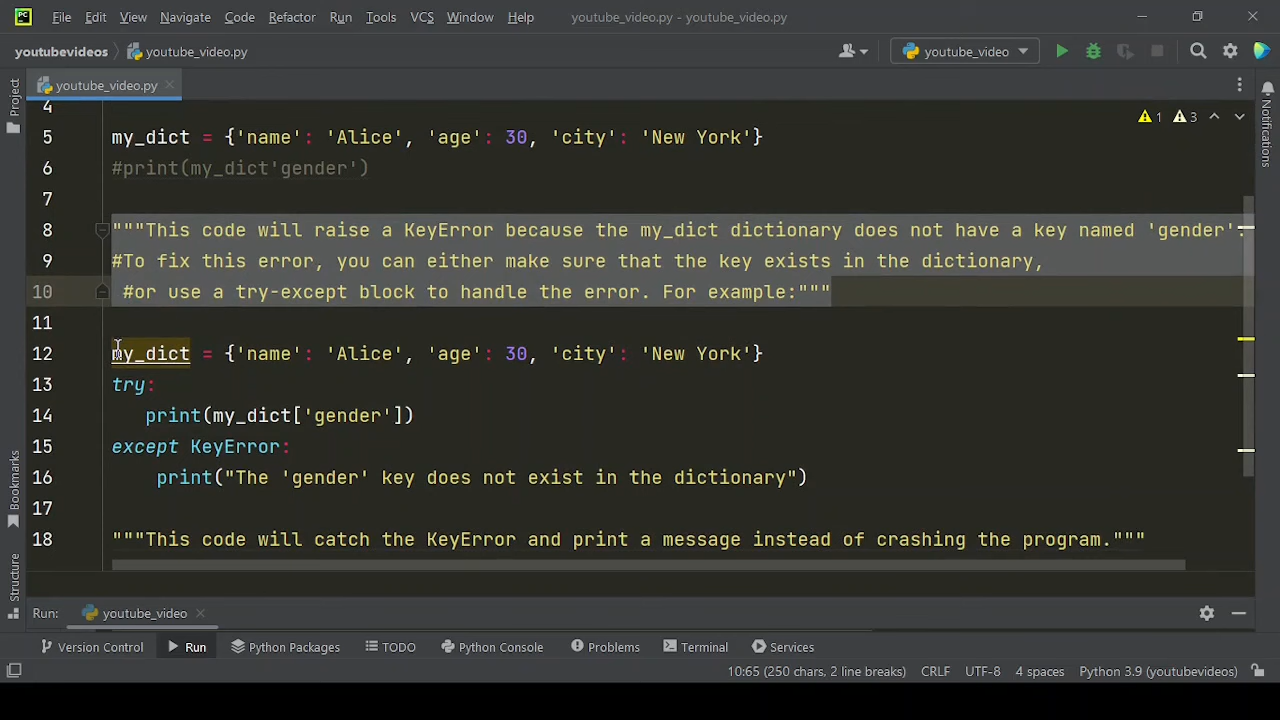 File Edit View Navigate Code Refactor Run Tools VCS Window Help youtube_video.py - youtube_video.py
youtubevideos youtube_video.py youtube_video
youtube_video.py
Project
Notifications
4
5 my_dict = {'name': 'Alice', 'age': 30, 'city': 'New York'} 1 3
6 #print(my_dict'gender')
7
8 """This code will raise a KeyError because the my_dict dictionary does not have a key named 'gender'.
9 #To fix this error, you can either make sure that the key exists in the dictionary,
10 #or use a try-except block to handle the error. For example:"""
11
12 my_dict = {'name': 'Alice', 'age': 30, 'city': 'New York'}
13 try:
14 print(my_dict['gender'])
15 except KeyError:
16 print("The 'gender' key does not exist in the dictionary")
17
18 """This code will catch the KeyError and print a message instead of crashing the program."""
Bookmarks
Structure
Run: youtube_video
Version Control Run Python Packages TODO Python Console Problems Terminal Services
10:65 (250 chars, 2 line breaks) CRLF UTF-8 4 spaces Python 3.9 (youtubevideos)